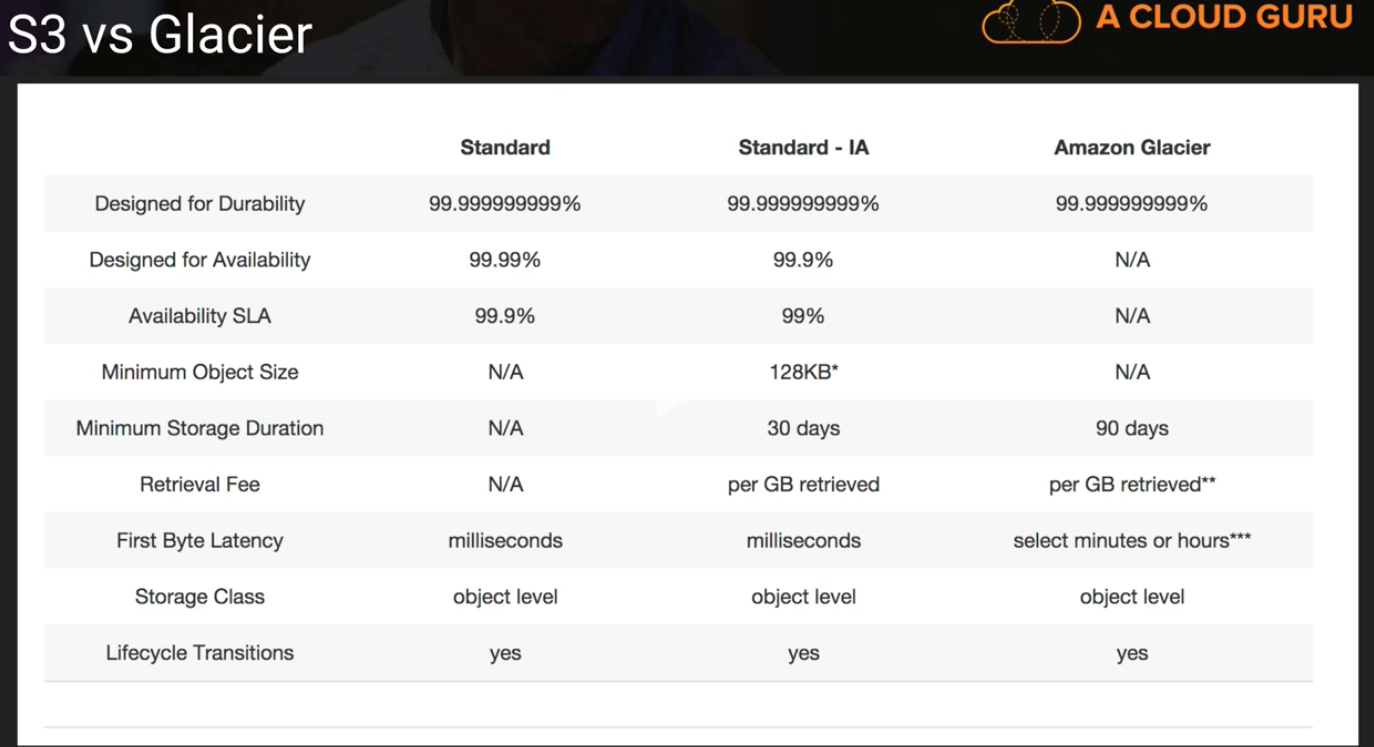 S3 vs Glacier
A CLOUD GURU
Standard Standard - IA Amazon Glacier
Designed for Durability 99.999999999% 99.999999999% 99.999999999%
Designed for Availability 99.99% 99.9% N/A
Availability SLA 99.9% 99% N/A
Minimum Object Size N/A 128KB* N/A
Minimum Storage Duration N/A 30 days 90 days
Retrieval Fee N/A per GB retrieved per GB retrieved**
First Byte Latency milliseconds milliseconds select minutes or hours***
Storage Class object level object level object level
Lifecycle Transitions yes yes yes